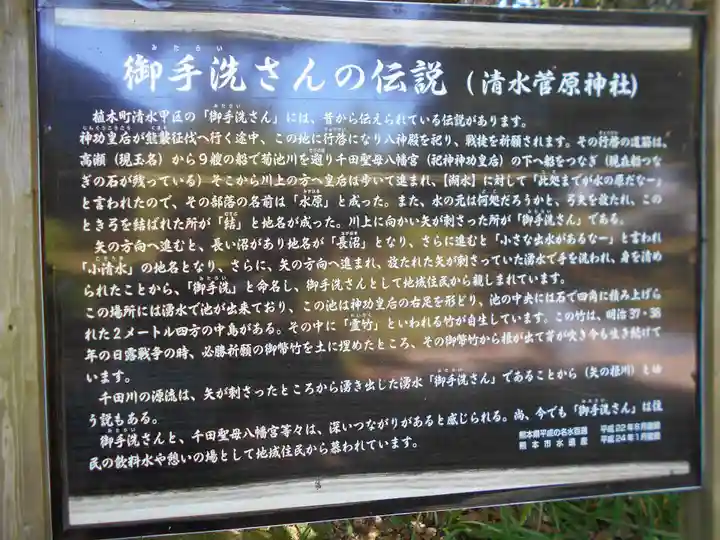 御手洗さんの伝説（清水菅原神社）
植木町清水甲区の「御手洗さん」には、昔から伝えられている伝説があります。
神功皇后が熊襲征伐へ行く途中、この地に行啓になり八神殿を祀り、戦捷を祈願されます。その行啓の道筋は、
高瀬（現玉名）から９艘の船で菊池川を遡り千田聖母八幡宮（祀神神功皇后）の下へ船をつなぎ（現在船つな
ぎの石が残っている）そこから川上の方へ皇后は歩いて進まれ、【湖水】に対して「此処までが水の原だなー」
と言われたので、その部落の名前は「水原」と成った。また、水の元は何処だろうかと、弓矢を放たれ、この
とき弓を結ばれた所が「結」と地名が成った。川上に向かい矢が刺さった所が「御手洗さん」である。
矢の方向へ進むと、長い沼があり地名が「長沼」となり、さらに進むと「小さな出水があるなー」と言われ
「小清水」の地名となり、さらに、矢の方向へ進まれ、放たれた矢が刺さっていた湧水で手を洗われ、身を清め
られたことから、「御手洗」と命名し、御手洗さんとして地域住民から親しまれています。
この場所には湧水で池が出来ており、この池は神功皇后の右足を形どり、池の中央には石で四角に積み上げら
れた２メートル四方の中島がある。その中に「霊竹」といわれる竹が自生しています。この竹は、明治37・38
年の日露戦争の時、必勝祈願の御幣竹を土に埋めたところ、その御幣竹から根が出て芽が吹き今も生き続けて
います。
千田川の源流は、矢が刺さったところから湧き出した湧水「御手洗さん」であることから（矢の根川）とゆ
う説もある。
御手洗さんと、千田聖母八幡宮等々は、深いつながりがあると感じられる。尚、今でも「御手洗さん」は住
民の飲料水や憩いの場として地域住民から慕われています。
熊本県平成の名水百選 平成22年5月登録
熊本市水遺産 平成24年1月登録